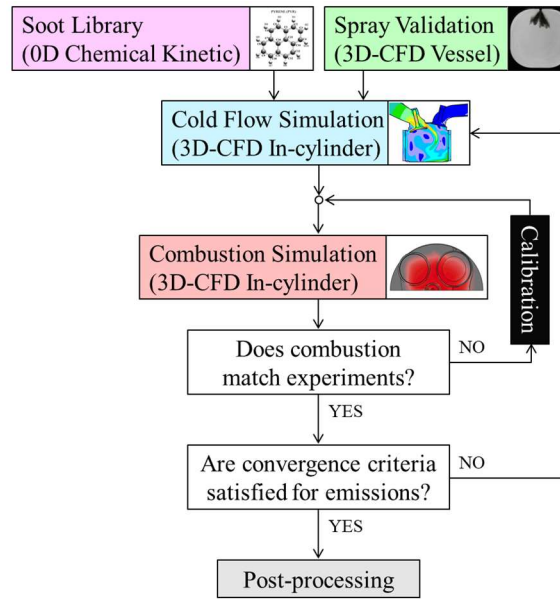 Soot Library
(0D Chemical Kinetic)
Spray Validation
(3D-CFD Vessel)
Cold Flow Simulation
(3D-CFD In-cylinder)
Combustion Simulation
(3D-CFD In-cylinder)
Calibration
Does combustion
match experiments?
NO
YES
Are convergence criteria
satisfied for emissions?
NO
YES
Post-processing